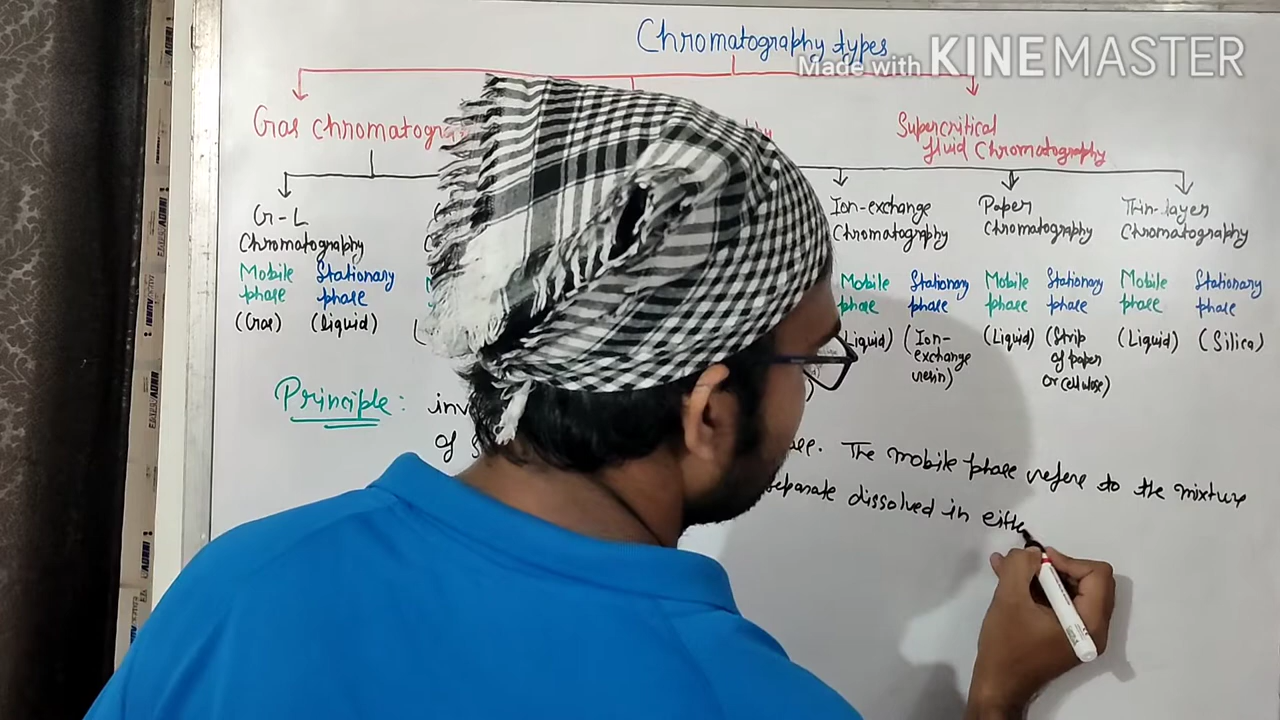 Chromatography types
Made with KINEMASTER
Gas chromatogra
Supercritical
fluid Chromatography
G-L
Chromatography
Ion-exchange
Chromatography
Paper
Chromatography
Thin-layer
Chromatography
Mobile phase
Stationary phase
(Gas) (Liquid)
Mobile phase
Stationary phase
Liquid) (Ion-exchange resin)
Mobile phase
Stationary phase
(Liquid) (Strip of paper or cellulose)
Mobile phase
Stationary phase
(Liquid) (Silica)
Principle: inv
of
The mobile phase refers to the mixture
separate dissolved in eithe